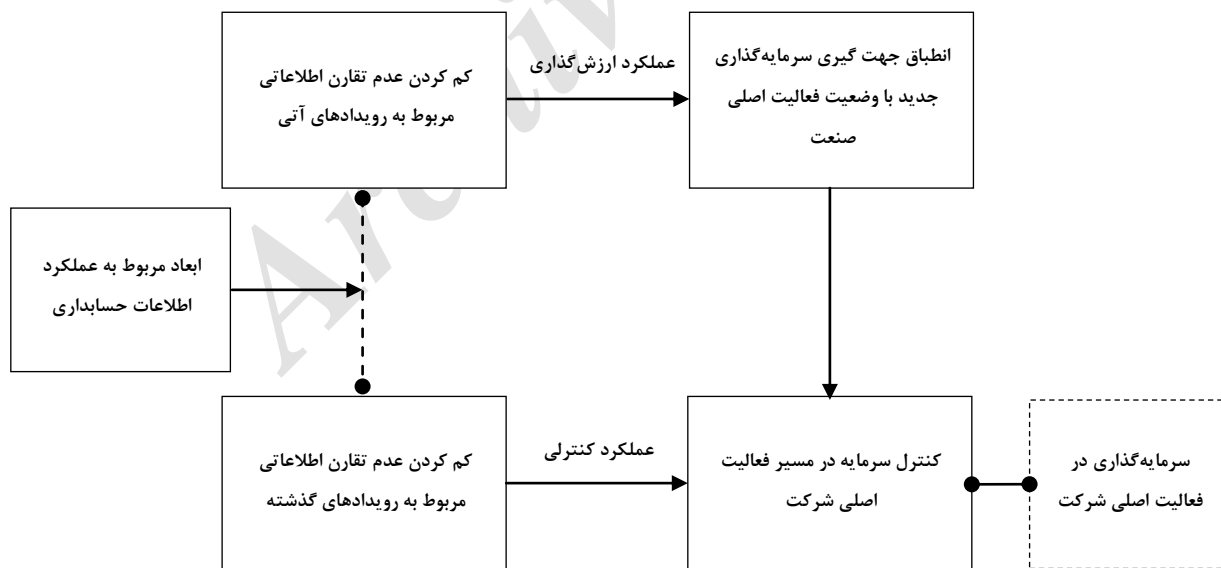 انطباق جهت گیری سرمایه‌گذاری
جدید با وضعیت فعالیت اصلی
صنعت
عملکرد ارزش‌گذاری
کم کردن عدم تقارن اطلاعاتی
مربوط به رویدادهای آتی
ابعاد مربوط به عملکرد
اطلاعات حسابداری
سرمایه‌گذاری در
فعالیت اصلی شرکت
کنترل سرمایه در مسیر فعالیت
اصلی شرکت
عملکرد کنترلی
کم کردن عدم تقارن اطلاعاتی
مربوط به رویدادهای گذشته